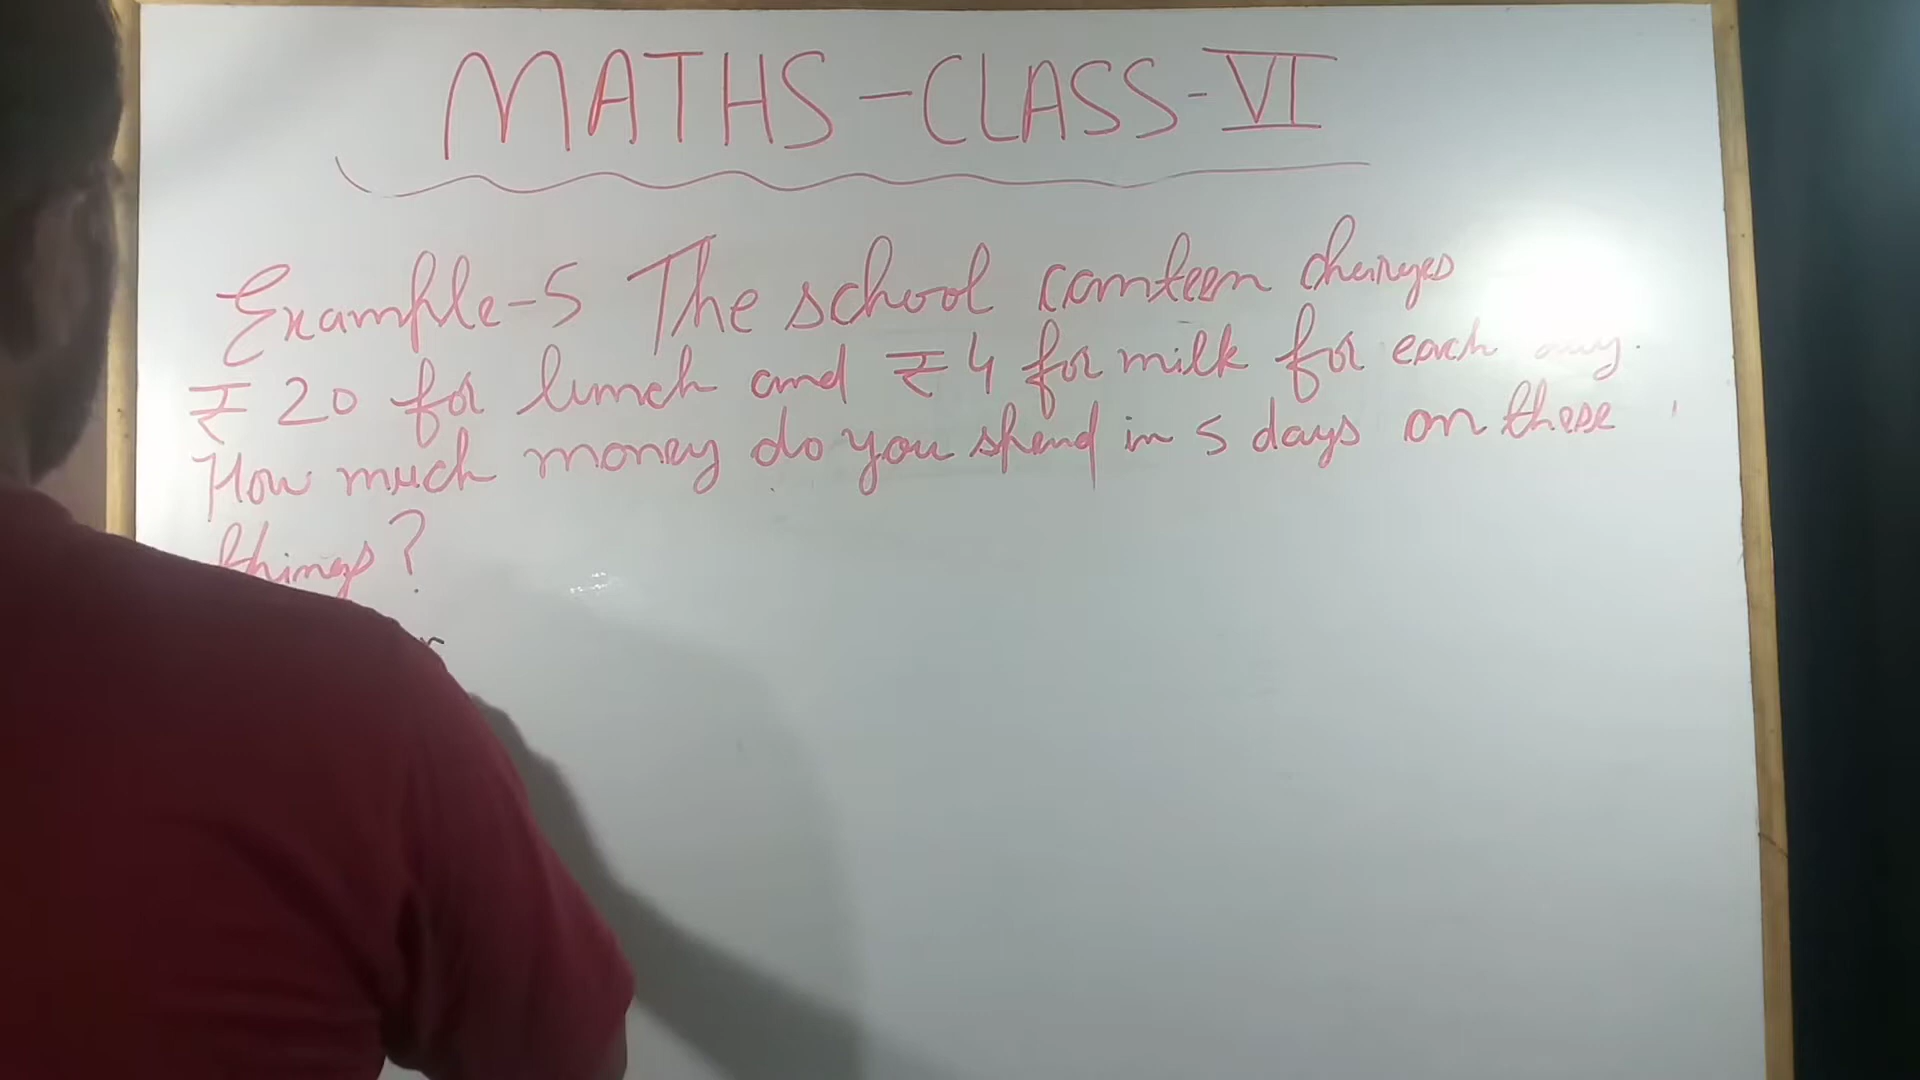 MATHS-CLASS-VI
Example-5 The school canteen charges
₹ 20 for lunch and ₹4 for milk for each day.
How much money do you spend in 5 days on these
things?